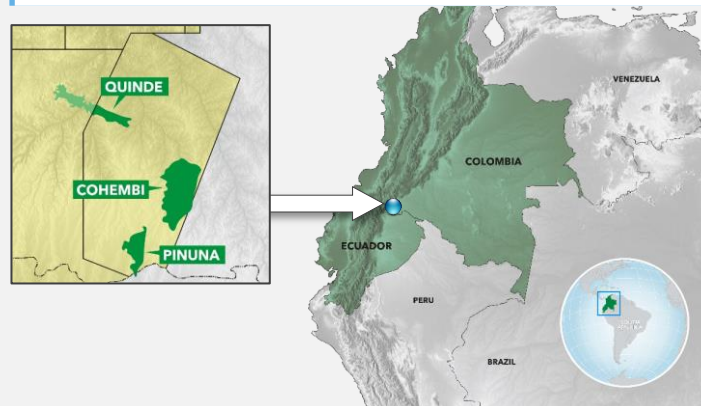 QUINDE
COHEMBI
PINUNA
VENEZUELA
COLOMBIA
ECUADOR
PERU
BRAZIL